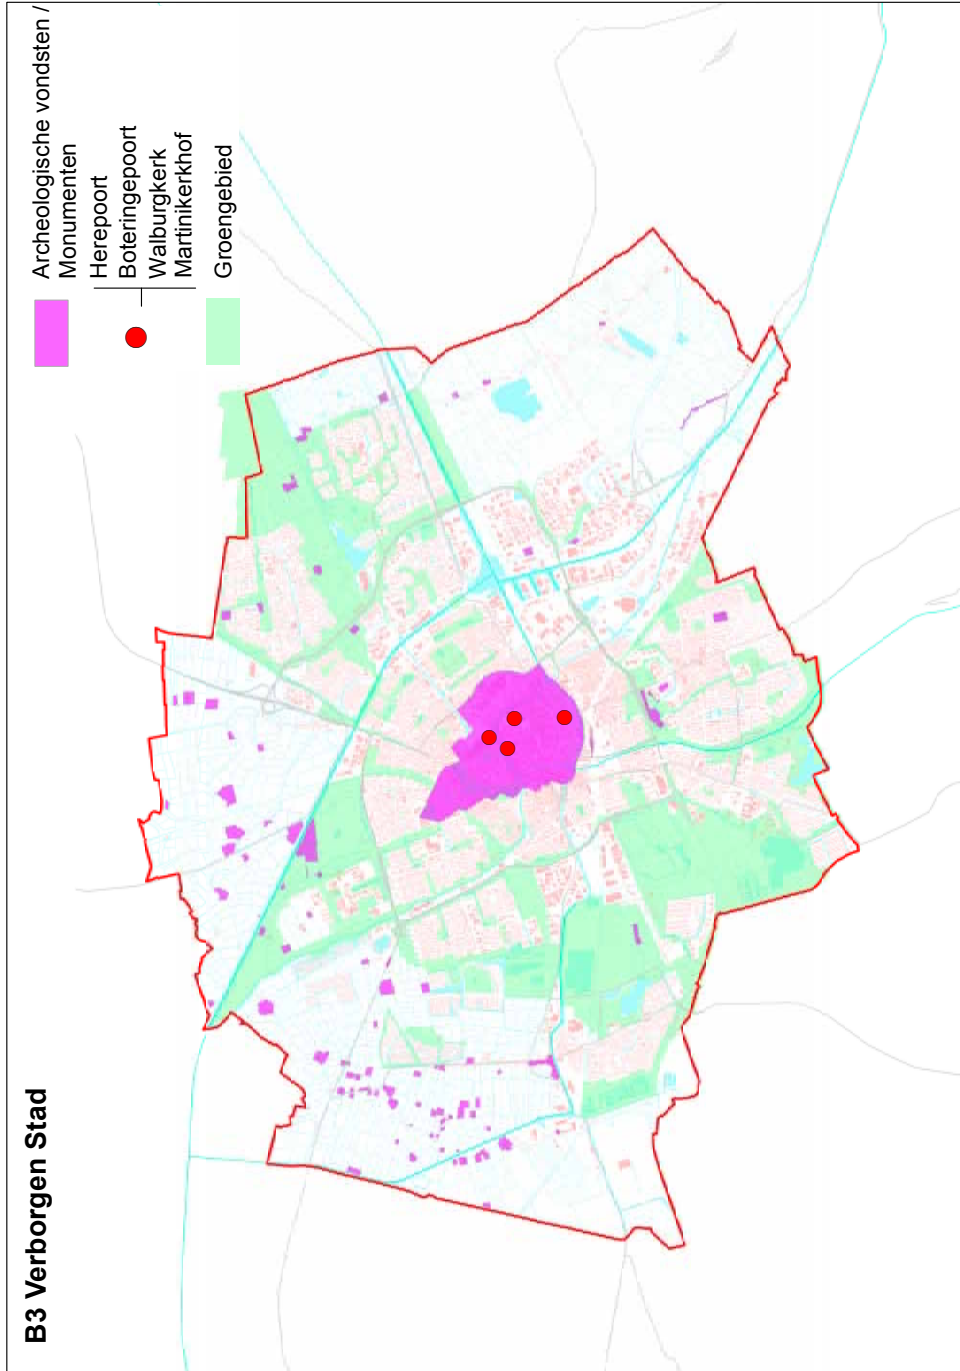 B3 Verborgen Stad
Archeologische vondsten /
Monumenten
Herepoort
Boteringepoort
Walburgkerk
Martinikerkhof
Groengebied